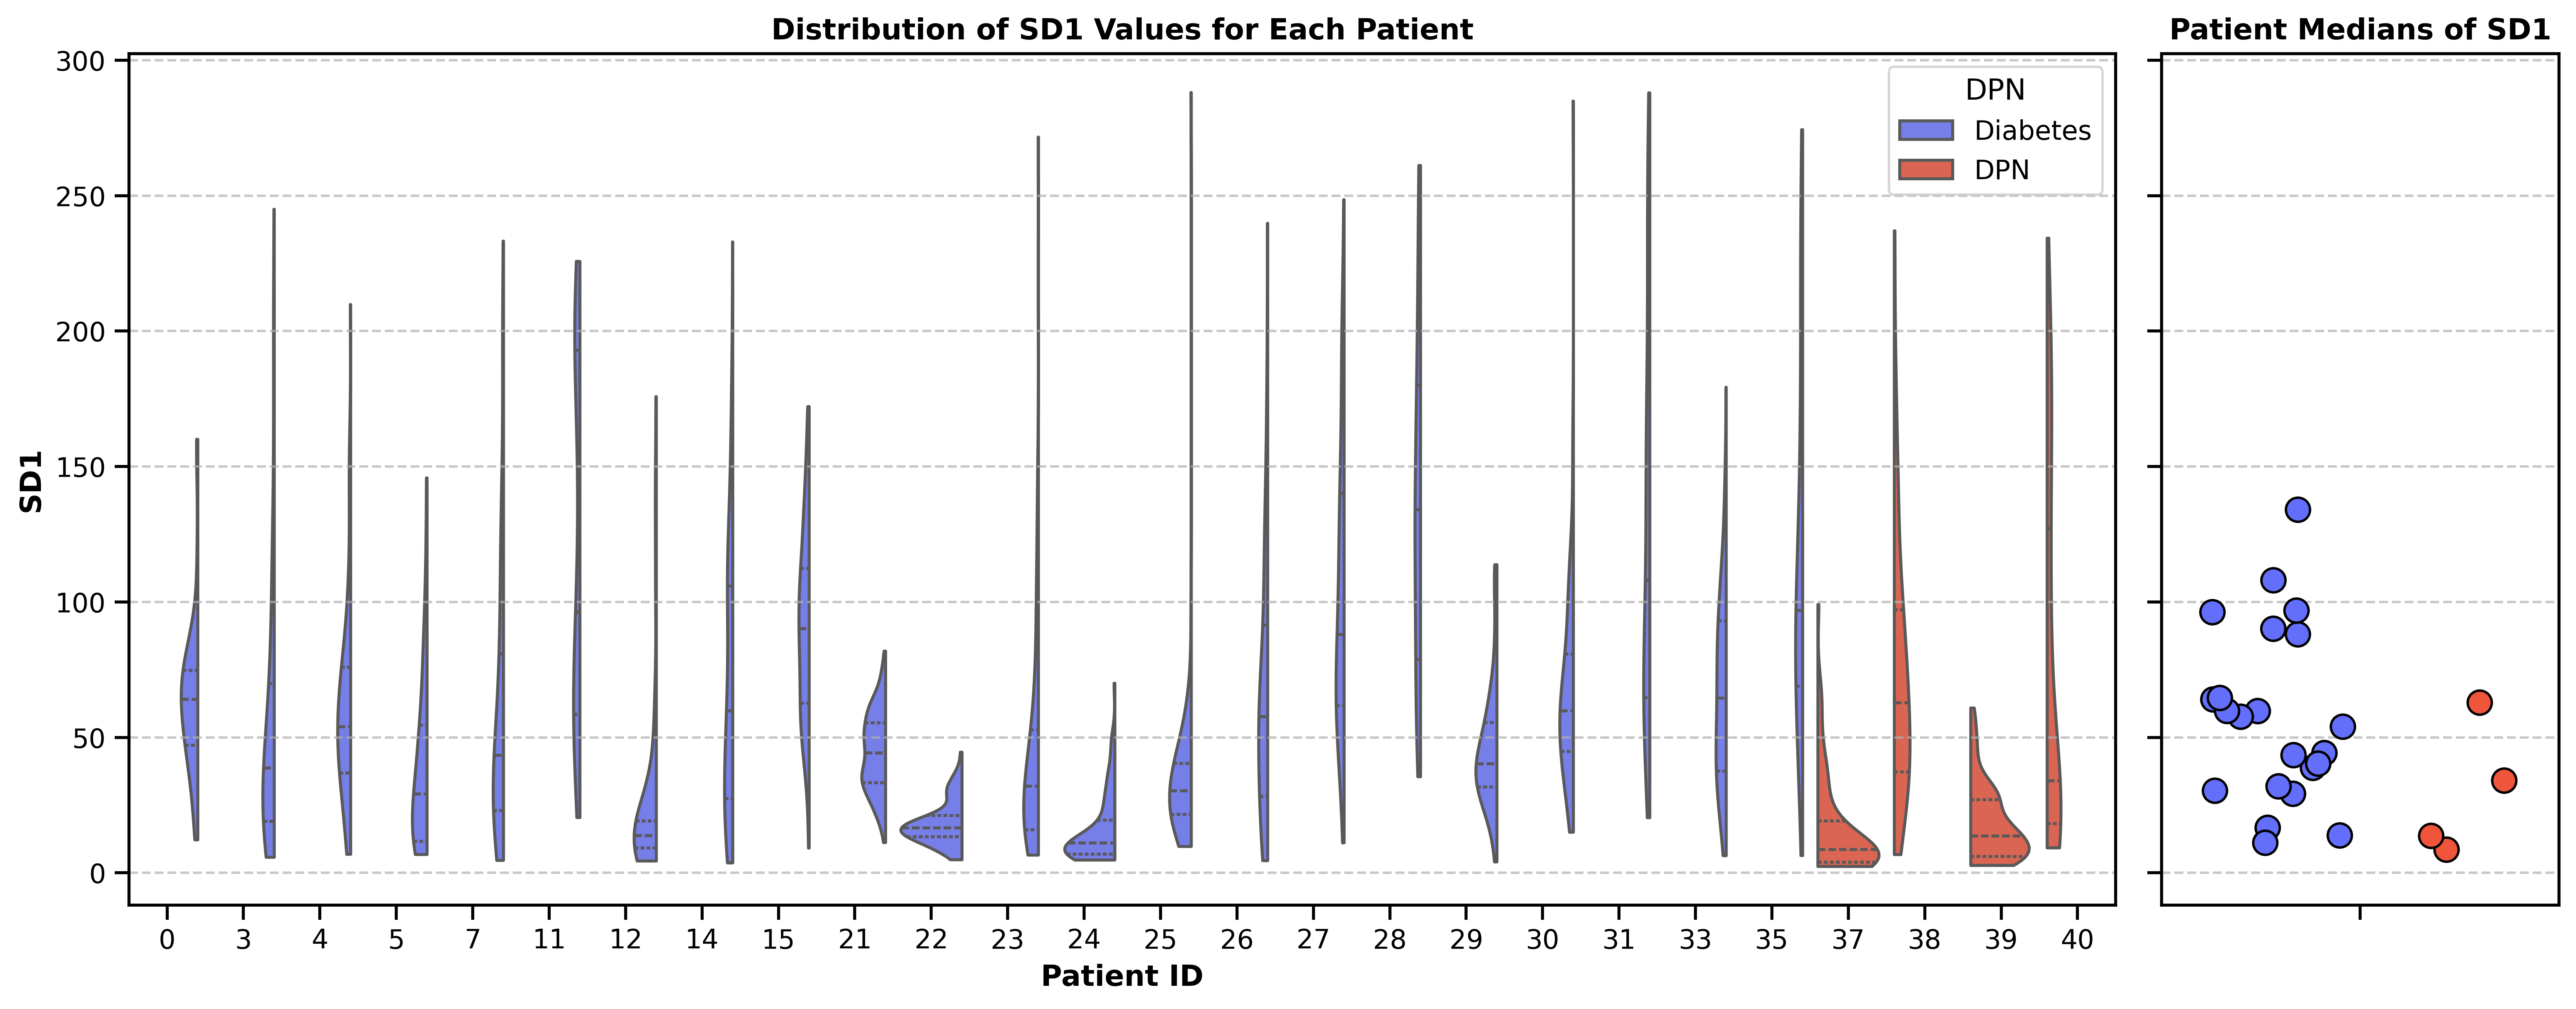 Distribution of SD1 Values for Each Patient
Patient Medians of SD1
300
250
200
150
100
50
0
SD1
DPN
Diabetes
DPN
0 3 4 5 7 11 12 14 15 21 22 23 24 25 26 27 28 29 30 31 33 35 37 38 39 40
Patient ID